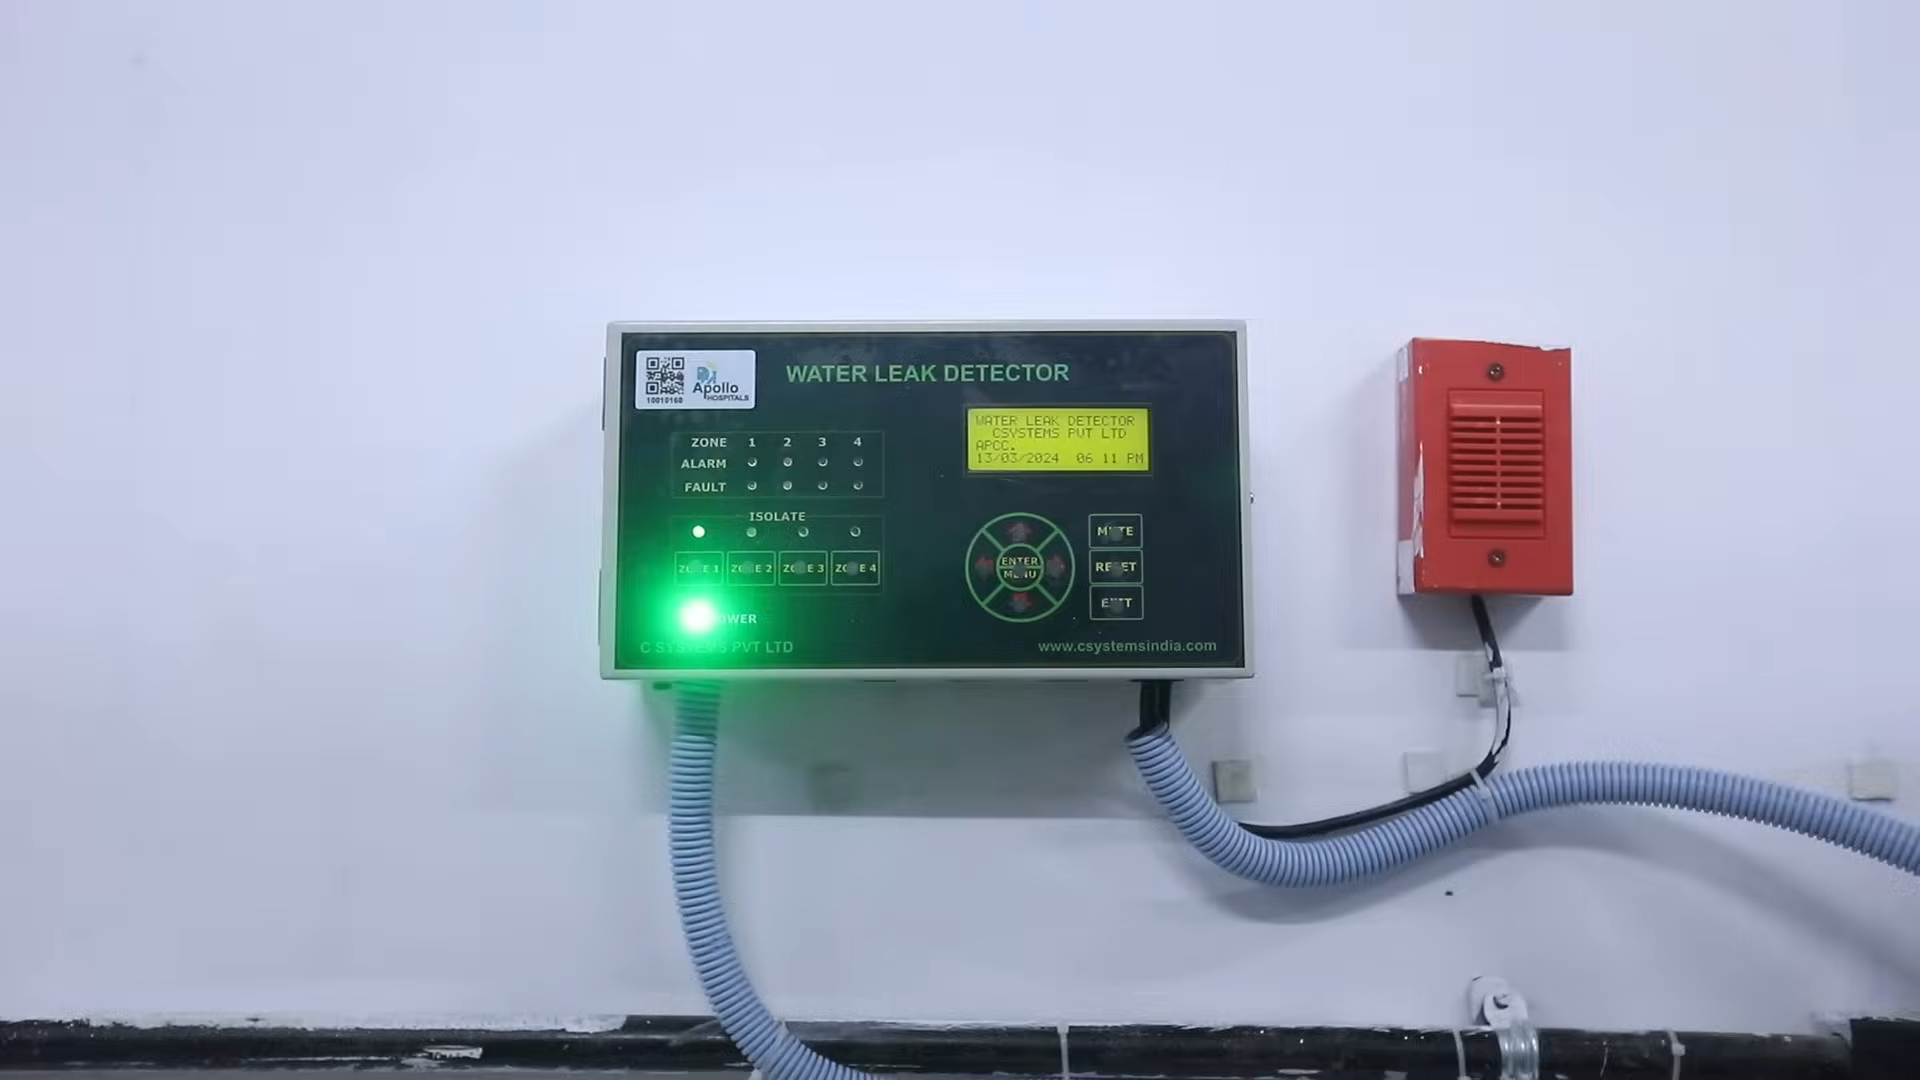 Apollo
HOSPITALS
10010160
WATER LEAK DETECTOR
WATER LEAK DETECTOR
CSYSTEMS PVT LTD
APCC.
13/03/2024 06 11 PM
ZONE 1 2 3 4
ALARM
FAULT
ISOLATE
ZONE 1 ZONE 2 ZONE 3 ZONE 4
ENTER
MENU
MUTE
RESET
EXIT
POWER
C SYSTEMS PVT LTD
www.csystemsindia.com